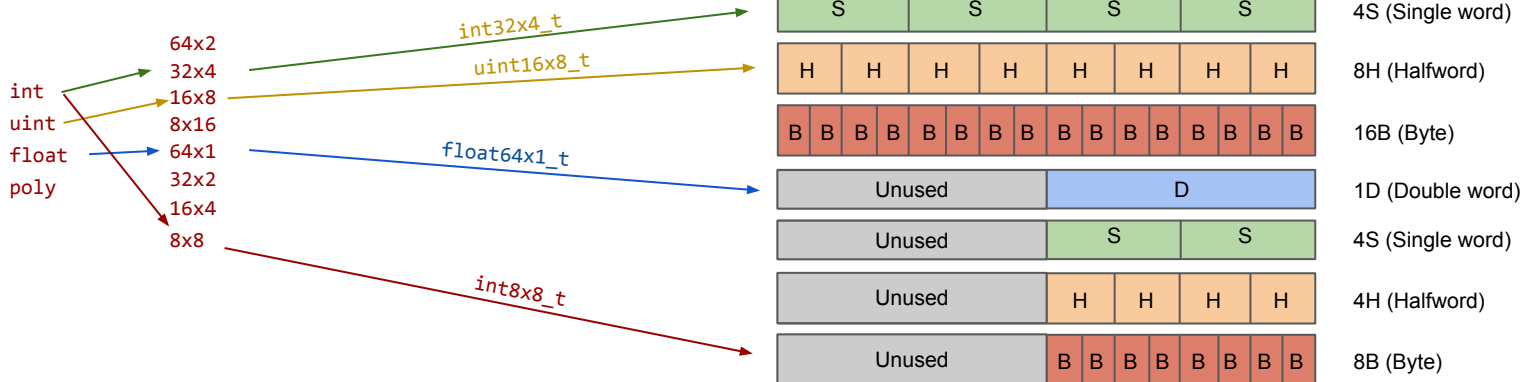 S S S S 4S (Single word)
int32x4_t
64x2
uint16x8_t
32x4
H H H H H H H H 8H (Halfword)
int
16x8
uint
8x16
B B B B B B B B B B B B B B B B 16B (Byte)
float
64x1
float64x1_t
poly
32x2
Unused D 1D (Double word)
16x4
8x8
Unused S S 4S (Single word)
int8x8_t
Unused H H H H 4H (Halfword)
Unused B B B B B B B B 8B (Byte)